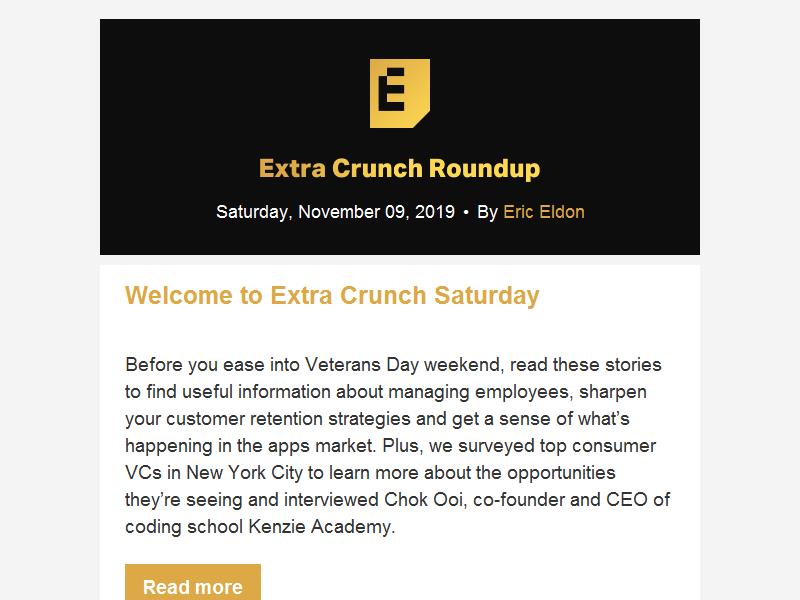 E
Extra Crunch Roundup
Saturday, November 09, 2019 • By Eric Eldon
Welcome to Extra Crunch Saturday
Before you ease into Veterans Day weekend, read these stories
to find useful information about managing employees, sharpen
your customer retention strategies and get a sense of what’s
happening in the apps market. Plus, we surveyed top consumer
VCs in New York City to learn more about the opportunities
they’re seeing and interviewed Chok Ooi, co-founder and CEO of
coding school Kenzie Academy.
Read more